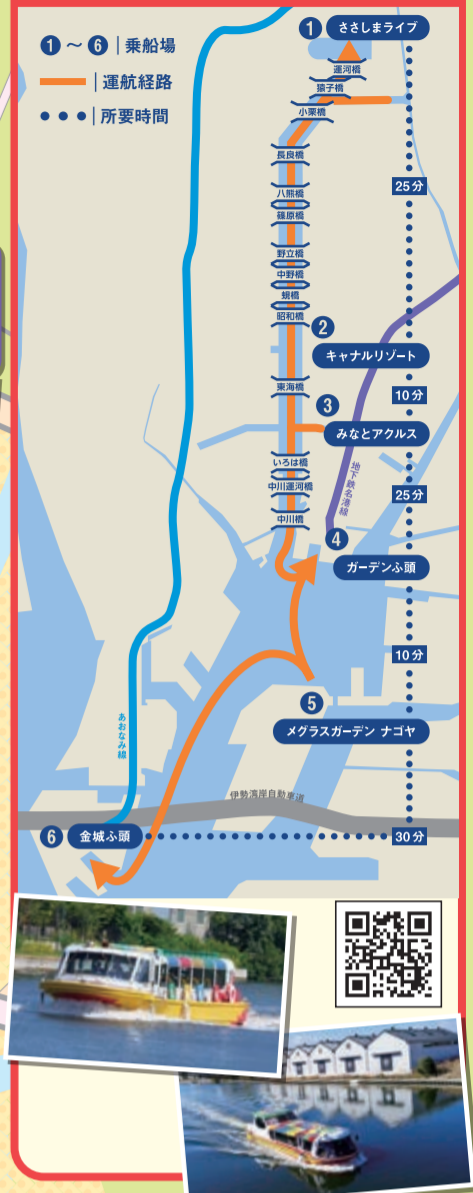 1 ～ 6 | 乗船場
運航経路
所要時間
1 ささしまライブ
運河橋
猿子橋
小栗橋
長良橋
25分
八熊橋
篠原橋
野立橋
中野橋
蜆橋
昭和橋
2
キャナルリゾート
東海橋
10分
3
みなとアクルス
いろは橋
地下鉄名港線
中川運河橋
25分
中川橋
4
ガーデンふ頭
10分
5
メグラスガーデン ナゴヤ
あおなみ線
伊勢湾岸自動車道
6 金城ふ頭
30分